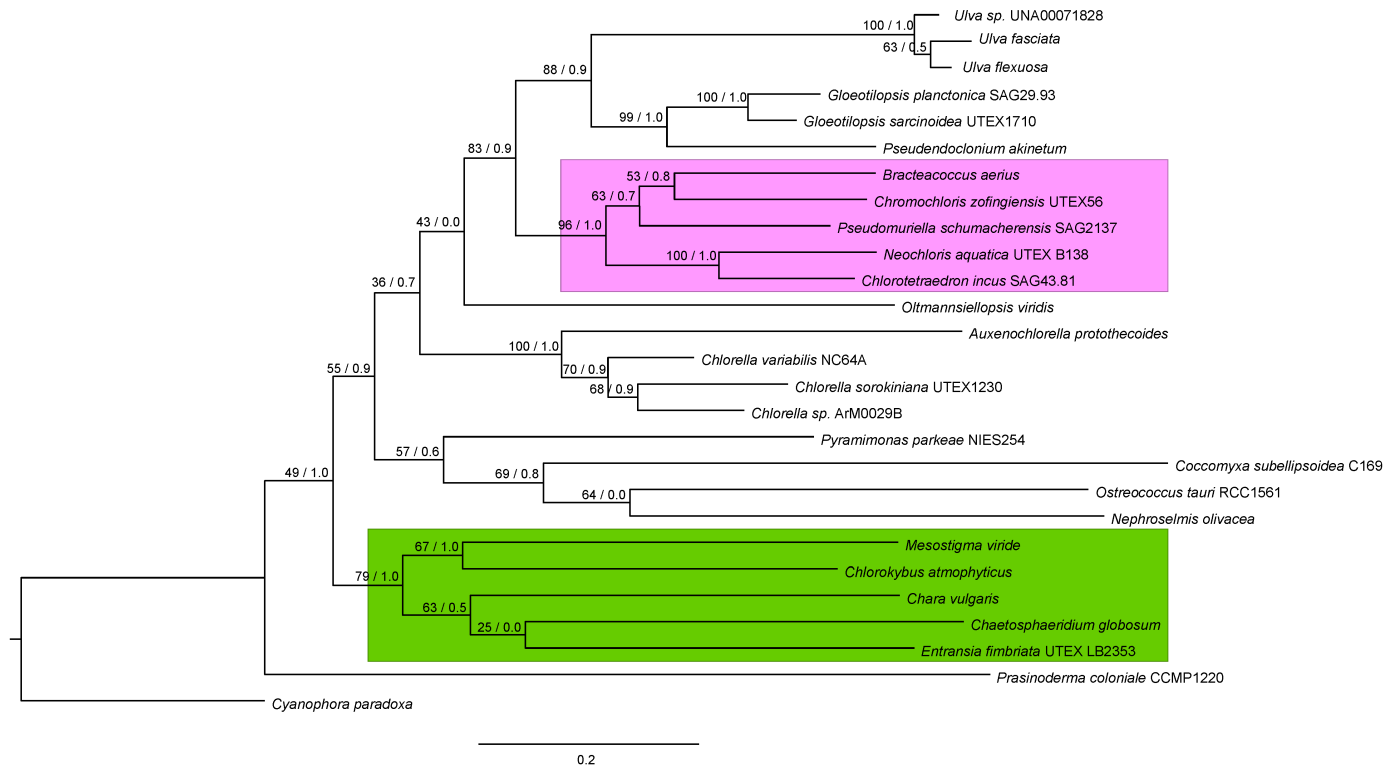 Ulva sp. UNA00071828
100 / 1.0
Ulva fasciata
63 / 0.5
Ulva flexuosa
88 / 0.9
Gloeotilopsis planctonica SAG29.93
100 / 1.0
Gloeotilopsis sarcinoidea UTEX1710
99 / 1.0
Pseudendoclonium akinetum
83 / 0.9
Bracteacoccus aerius
53 / 0.8
Chromochloris zofingiensis UTEX56
63 / 0.7
Pseudomuriella schumacherensis SAG2137
96 / 1.0
43 / 0.0
Neochloris aquatica UTEX B138
100 / 1.0
Chlorotetraedron incus SAG43.81
36 / 0.7
Oltmannsiellopsis viridis
Auxenochlorella protothecoides
100 / 1.0
Chlorella variabilis NC64A
55 / 0.9
70 / 0.9
Chlorella sorokiniana UTEX1230
68 / 0.9
Chlorella sp. ArM0029B
Pyramimonas parkeae NIES254
57 / 0.6
Coccomyxa subellipsoidea C169
49 / 1.0
69 / 0.8
Ostreococcus tauri RCC1561
64 / 0.0
Nephroselmis olivacea
Mesostigma viride
67 / 1.0
Chlorokybus atmophyticus
79 / 1.0
Chara vulgaris
63 / 0.5
Chaetosphaeridium globosum
25 / 0.0
Entransia fimbriata UTEX LB2353
Prasinoderma coloniale CCMP1220
Cyanophora paradoxa
0.2